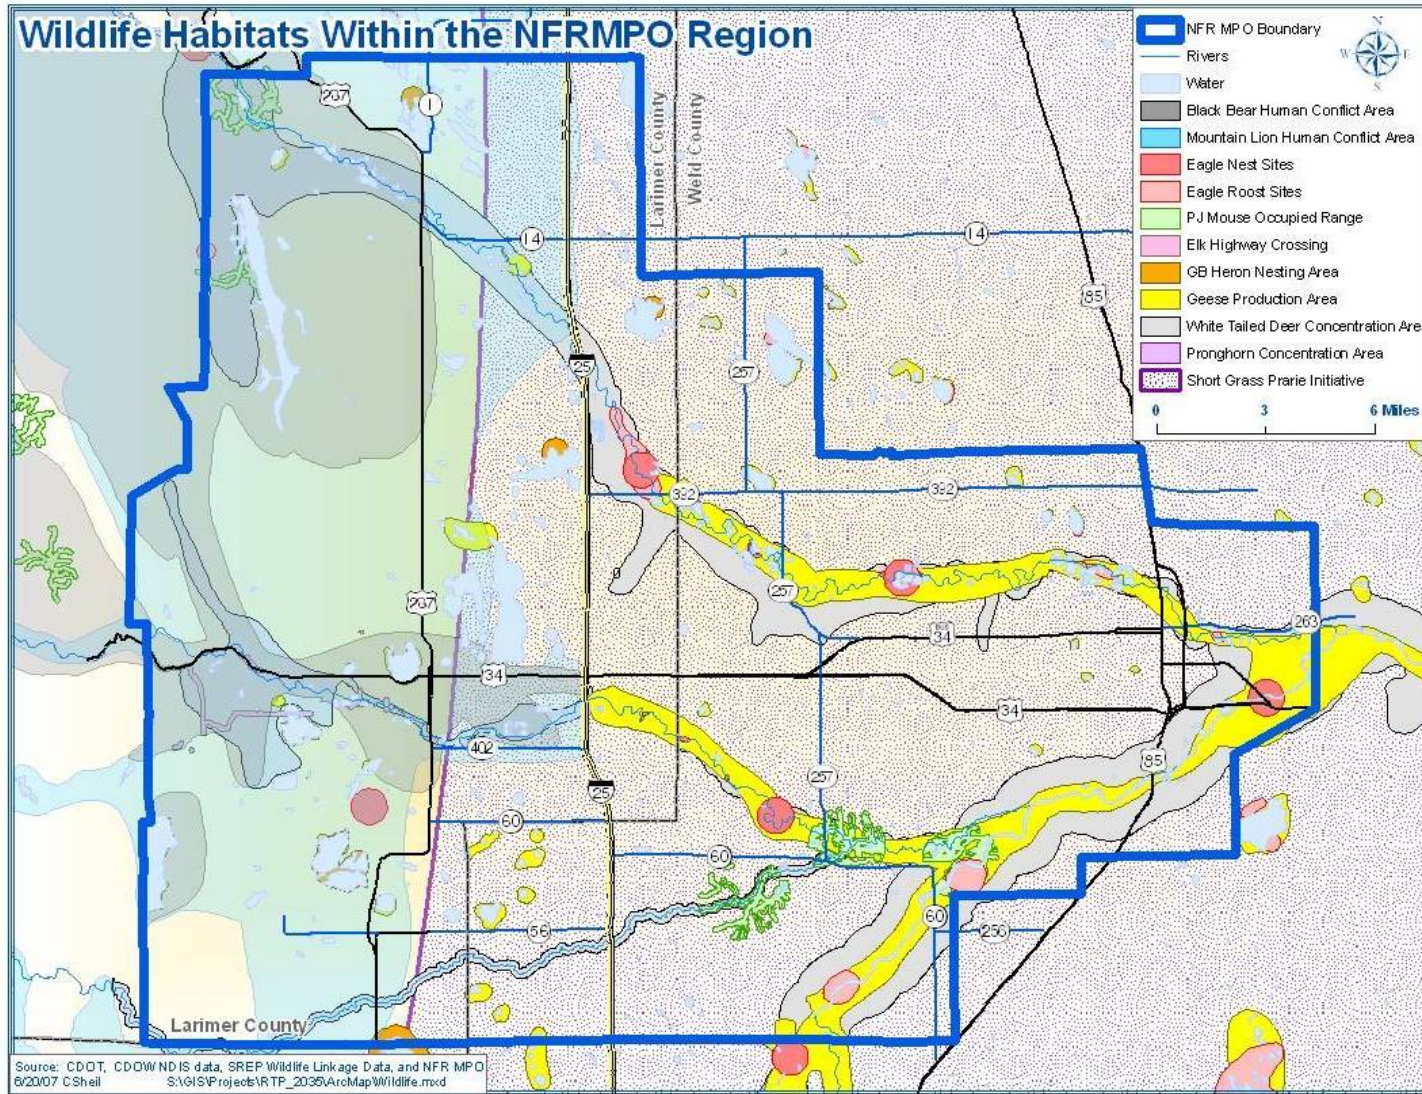 Wildlife Habitats Within the NFRMPO Region
NFR MPO Boundary
Rivers
Water
Black Bear Human Conflict Area
Mountain Lion Human Conflict Area
Eagle Nest Sites
Eagle Roost Sites
PJ Mouse Occupied Range
Elk Highway Crossing
GB Heron Nesting Area
Geese Production Area
White Tailed Deer Concentration Are
Pronghorn Concentration Area
Short Grass Prarie Initiative
N
W
E
S
0 3 6 Miles
287
1
Larimer County
Weld County
14
14
85
25
257
392
392
287
257
34
263
34
34
402
257
85
25
60
60
60
56
256
Larimer County
Source: CDOT, CDOW NDIS data, SREP Wildlife Linkage Data, and NFR MPO
6/20/07 CSheil S:\GIS\Projects\RTP_2035\ArcMap\Wildlife.mxd